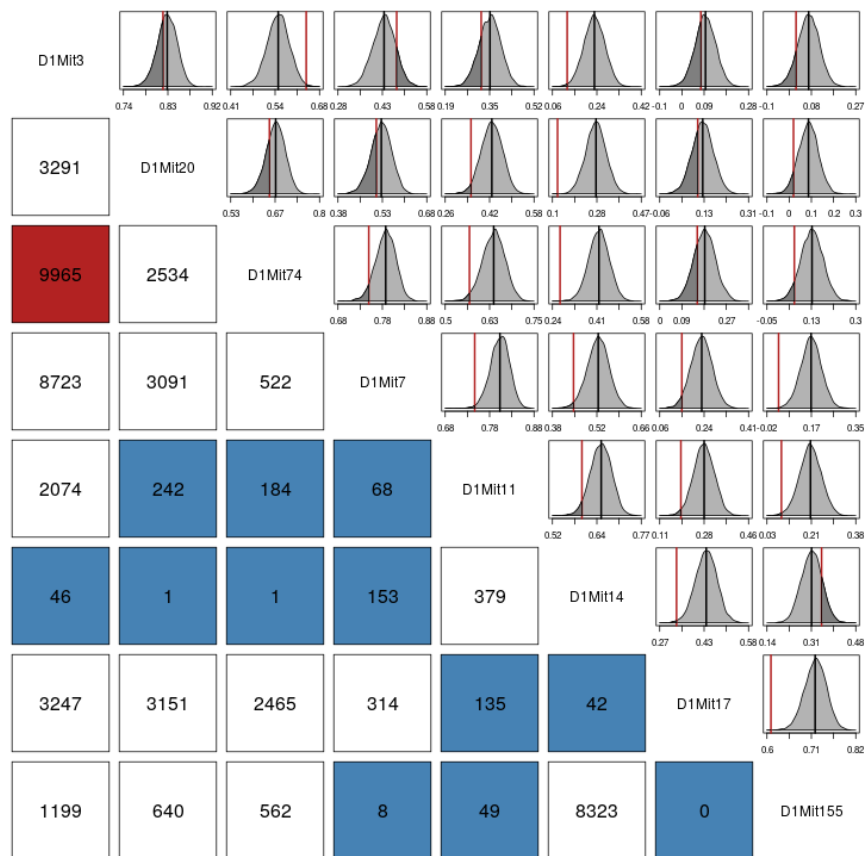 D1Mit3
0.74 0.83 0.92 0.41 0.54 0.68 0.28 0.43 0.58 0.19 0.35 0.52 0.06 0.24 0.42 -0.1 0 0.09 0.28 -0.1 0.08 0.27
3291 D1Mit20
0.53 0.67 0.8 0.38 0.53 0.68 0.26 0.42 0.58 0.1 0.28 0.47 -0.06 0.13 0.31 -0.1 0 0.1 0.2 0.3
9965 2534 D1Mit74
0.68 0.78 0.88 0.5 0.63 0.75 0.24 0.41 0.58 0 0.09 0.27 -0.05 0.13 0.3
8723 3091 522 D1Mit7
0.68 0.78 0.88 0.38 0.52 0.66 0.06 0.24 0.41 -0.02 0.17 0.35
2074 242 184 68 D1Mit11
0.52 0.64 0.77 0.11 0.28 0.46 0.03 0.21 0.38
46 1 1 153 379 D1Mit14
0.27 0.43 0.58 0.14 0.31 0.48
3247 3151 2465 314 135 42 D1Mit17
0.6 0.71 0.82
1199 640 562 8 49 8323 0 D1Mit155